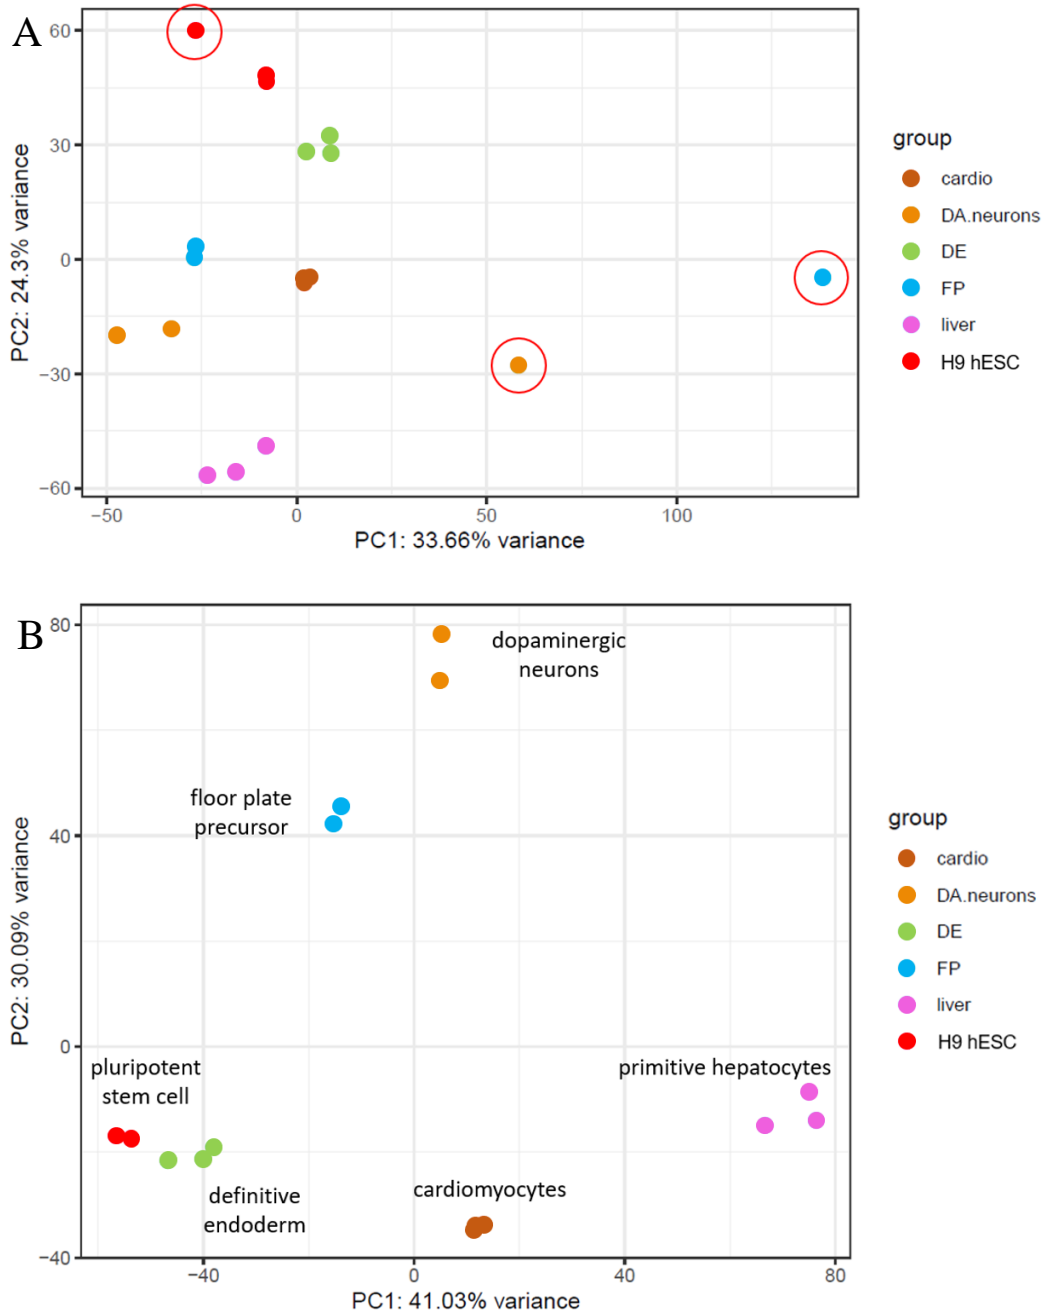 A
60
30
0
−30
−60
PC2: 24.3% variance
−50
0
50
100
PC1: 33.66% variance
group
cardio
DA.neurons
DE
FP
liver
H9 hESC
B
80
40
0
−40
PC2: 30.09% variance
dopaminergic
neurons
floor plate
precursor
pluripotent
stem cell
primitive hepatocytes
definitive
endoderm
cardiomyocytes
−40
0
40
80
PC1: 41.03% variance
group
cardio
DA.neurons
DE
FP
liver
H9 hESC